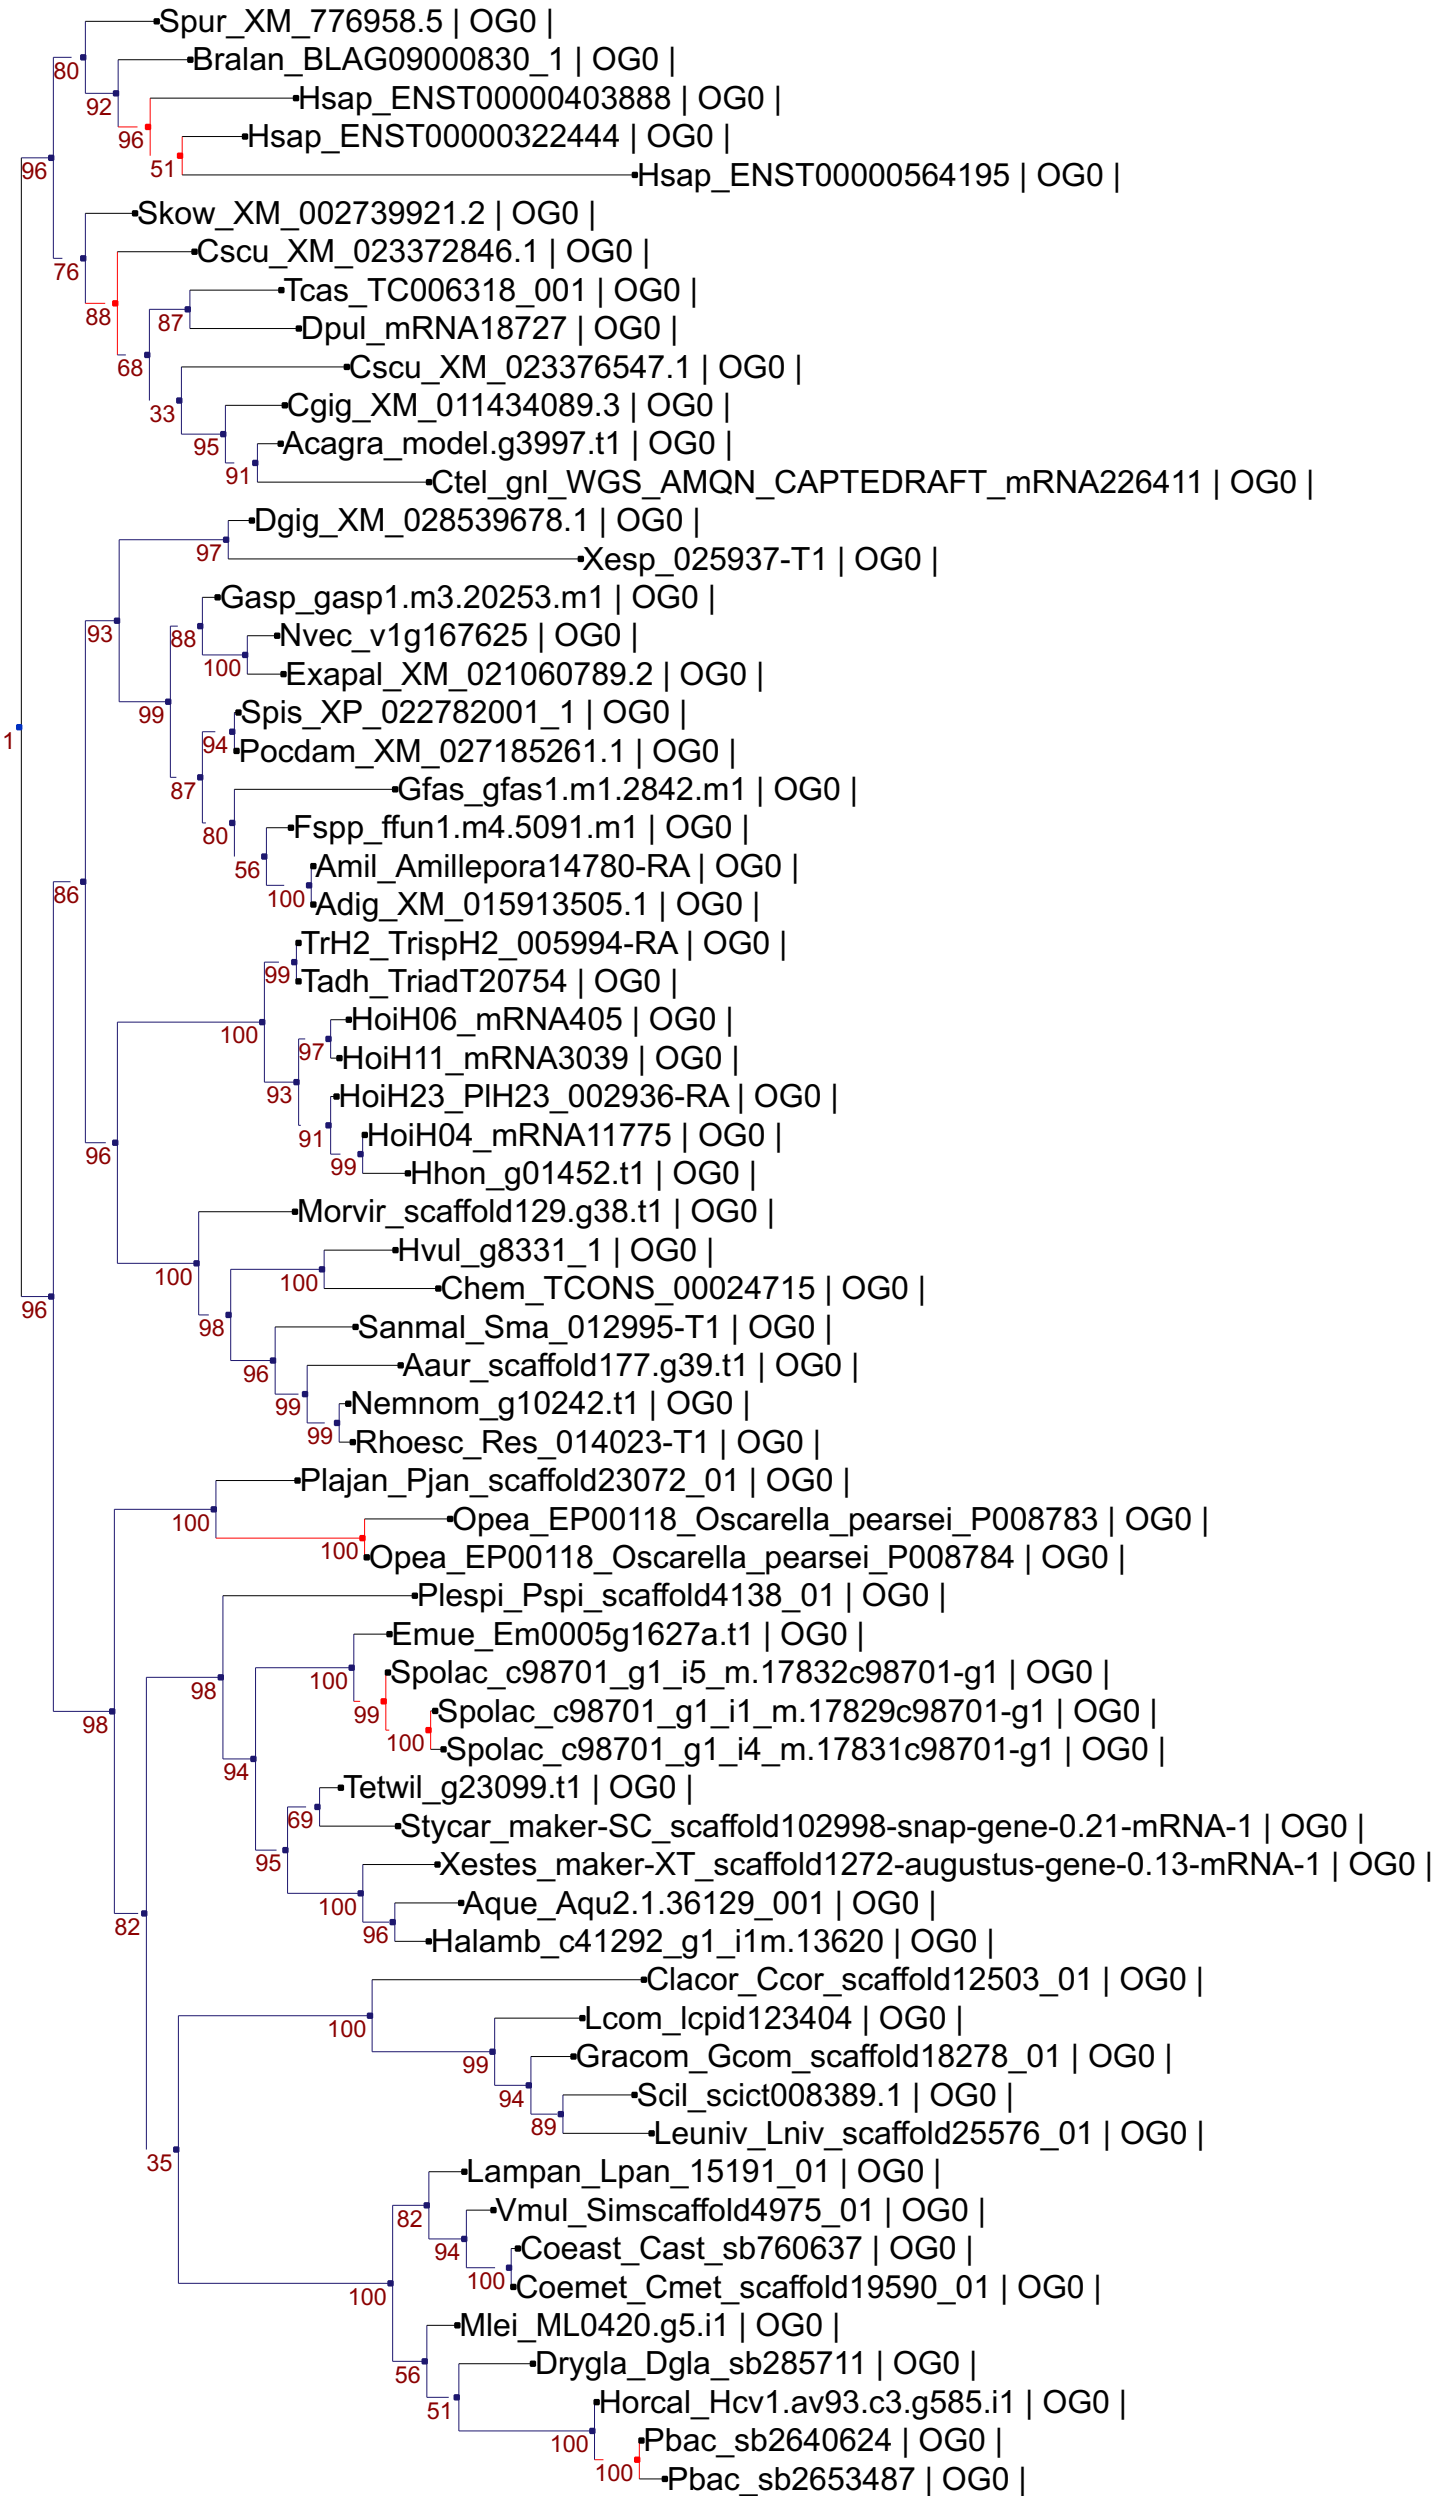 Spur_XM_776958.5 | OG0 |
80
Bralan_BLAG09000830_1 | OG0 |
92
Hsap_ENST00000403888 | OG0 |
96
Hsap_ENST00000322444 | OG0 |
51
Hsap_ENST00000564195 | OG0 |
96
Skow_XM_002739921.2 | OG0 |
76
Cscu_XM_023372846.1 | OG0 |
88
Tcas_TC006318_001 | OG0 |
87
Dpul_mRNA18727 | OG0 |
68
Cscu_XM_023376547.1 | OG0 |
33
Cgig_XM_011434089.3 | OG0 |
95
Acagra_model.g3997.t1 | OG0 |
91
Ctel_gnl_WGS_AMQN_CAPTEDRAFT_mRNA226411 | OG0 |
Dgig_XM_028539678.1 | OG0 |
97
Xesp_025937-T1 | OG0 |
Gasp_gasp1.m3.20253.m1 | OG0 |
93
88
Nvec_v1g167625 | OG0 |
100
Exapal_XM_021060789.2 | OG0 |
99
Spis_XP_022782001_1 | OG0 |
1
94
Pocdam_XM_027185261.1 | OG0 |
87
Gfas_gfas1.m1.2842.m1 | OG0 |
80
Fspp_ffun1.m4.5091.m1 | OG0 |
56
Amil_Amillepora14780-RA | OG0 |
86
100
Adig_XM_015913505.1 | OG0 |
TrH2_TrispH2_005994-RA | OG0 |
99
Tadh_TriadT20754 | OG0 |
HoiH06_mRNA405 | OG0 |
100
97
HoiH11_mRNA3039 | OG0 |
93
HoiH23_PlH23_002936-RA | OG0 |
91
HoiH04_mRNA11775 | OG0 |
96
99
Hhon_g01452.t1 | OG0 |
Morvir_scaffold129.g38.t1 | OG0 |
100
Hvul_g8331_1 | OG0 |
100
Chem_TCONS_00024715 | OG0 |
96
98
Sanmal_Sma_012995-T1 | OG0 |
96
Aaur_scaffold177.g39.t1 | OG0 |
99
Nemnom_g10242.t1 | OG0 |
99
Rhoesc_Res_014023-T1 | OG0 |
Plajan_Pjan_scaffold23072_01 | OG0 |
100
Opea_EP00118_Oscarella_pearsei_P008783 | OG0 |
100
Opea_EP00118_Oscarella_pearsei_P008784 | OG0 |
Plespi_Pspi_scaffold4138_01 | OG0 |
Emue_Em0005g1627a.t1 | OG0 |
98
100
Spolac_c98701_g1_i5_m.17832c98701-g1 | OG0 |
99
Spolac_c98701_g1_i1_m.17829c98701-g1 | OG0 |
98
100
Spolac_c98701_g1_i4_m.17831c98701-g1 | OG0 |
94
Tetwil_g23099.t1 | OG0 |
69
Stycar_maker-SC_scaffold102998-snap-gene-0.21-mRNA-1 | OG0 |
95
Xestes_maker-XT_scaffold1272-augustus-gene-0.13-mRNA-1 | OG0 |
100
Aque_Aqu2.1.36129_001 | OG0 |
82
96
Halamb_c41292_g1_i1m.13620 | OG0 |
Clacor_Ccor_scaffold12503_01 | OG0 |
100
Lcom_lcpid123404 | OG0 |
99
Gracom_Gcom_scaffold18278_01 | OG0 |
94
Scil_scict008389.1 | OG0 |
89
Leuniv_Lniv_scaffold25576_01 | OG0 |
35
Lampan_Lpan_15191_01 | OG0 |
82
Vmul_Simscaffold4975_01 | OG0 |
94
Coeast_Cast_sb760637 | OG0 |
100
100
Coemet_Cmet_scaffold19590_01 | OG0 |
Mlei_ML0420.g5.i1 | OG0 |
56
Drygla_Dgla_sb285711 | OG0 |
51
Horcal_Hcv1.av93.c3.g585.i1 | OG0 |
100
Pbac_sb2640624 | OG0 |
100
Pbac_sb2653487 | OG0 |